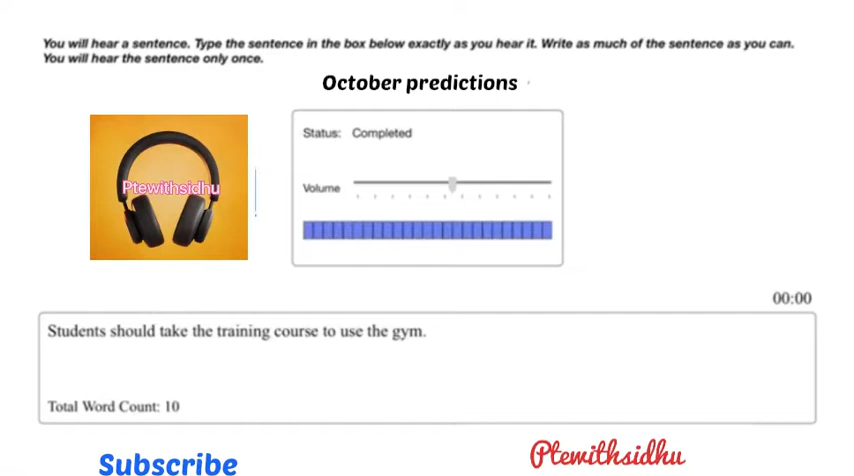 You will hear a sentence. Type the sentence in the box below exactly as you hear it. Write as much of the sentence as you can.
You will hear the sentence only once.
October predictions
Status: Completed
Ptewithsidhu
Volume
00:00
Students should take the training course to use the gym.
Total Word Count: 10
Subscribe
Ptewithsidhu